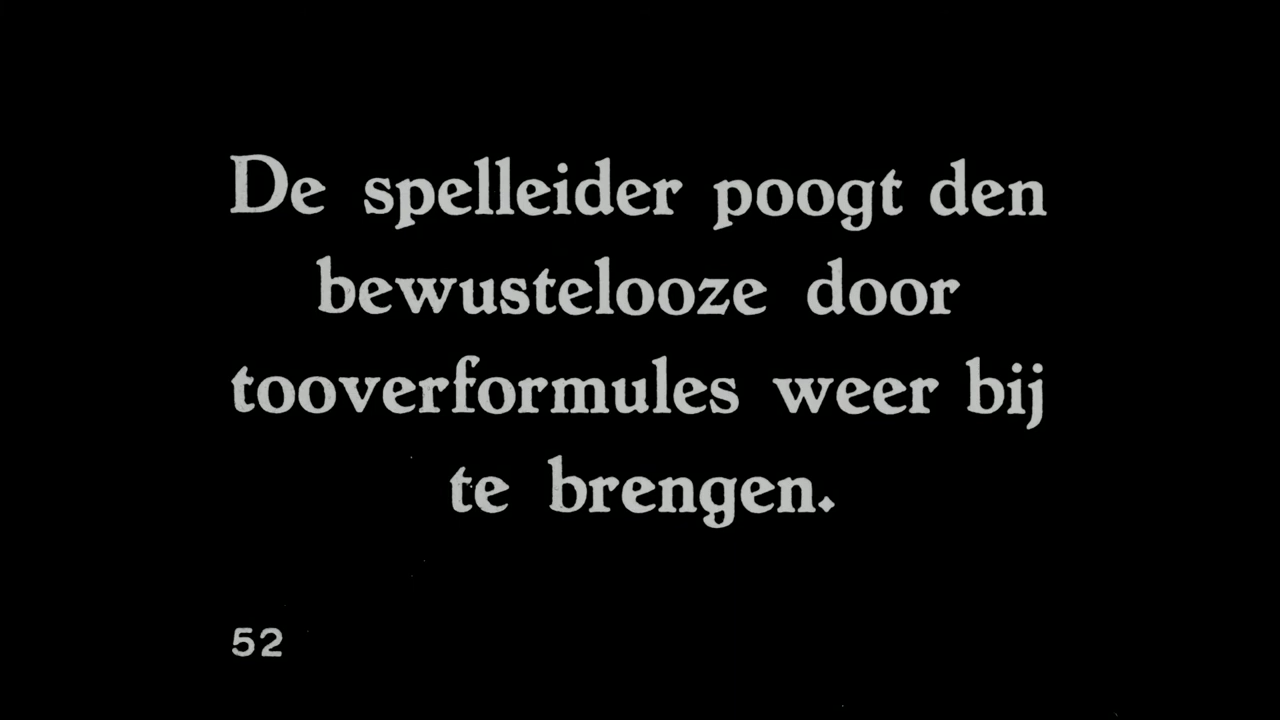 De spelleider poogt den
bewustelooze door
tooverformules weer bij
te brengen.
52